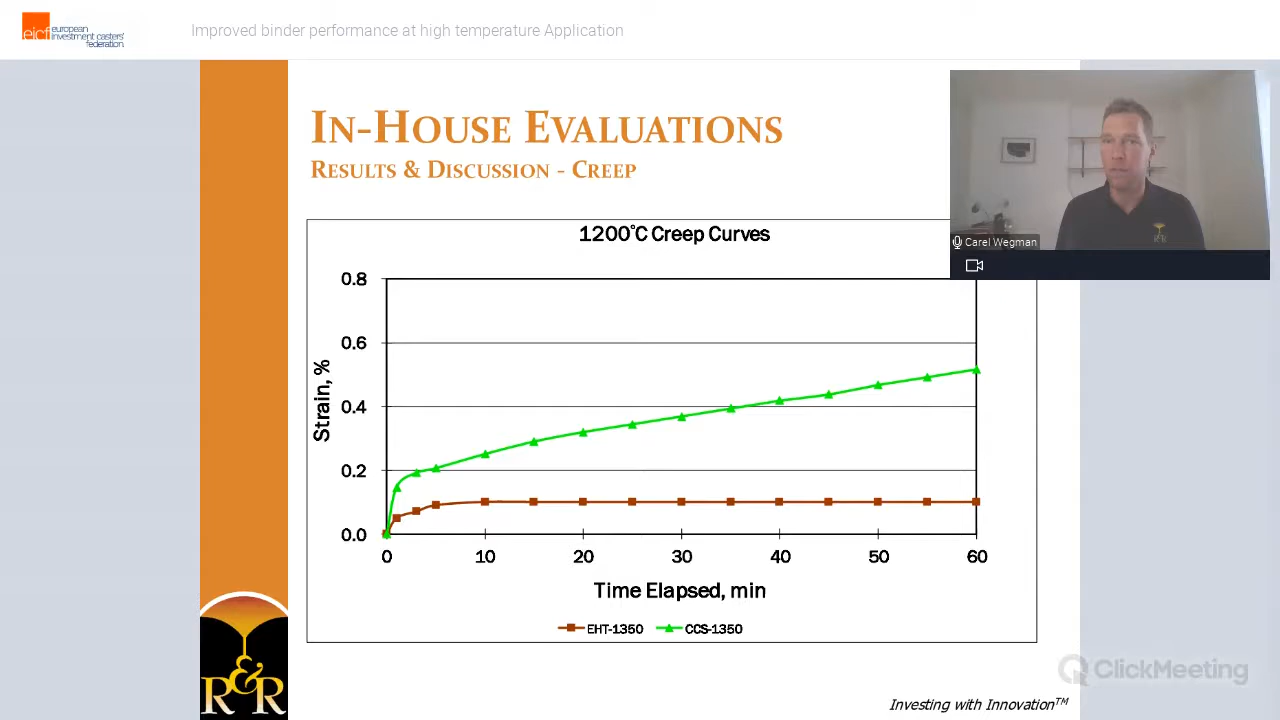 eicf
european
investment casters'
federation.
Improved binder performance at high temperature Application
IN-HOUSE EVALUATIONS
RESULTS & DISCUSSION - CREEP
Carel Wegman
1200°C Creep Curves
0.8
0.6
0.4
0.2
0.0
Strain, %
0 10 20 30 40 50 60
Time Elapsed, min
EHT-1350 CCS-1350
R&R
ClickMeeting
Investing with Innovation™